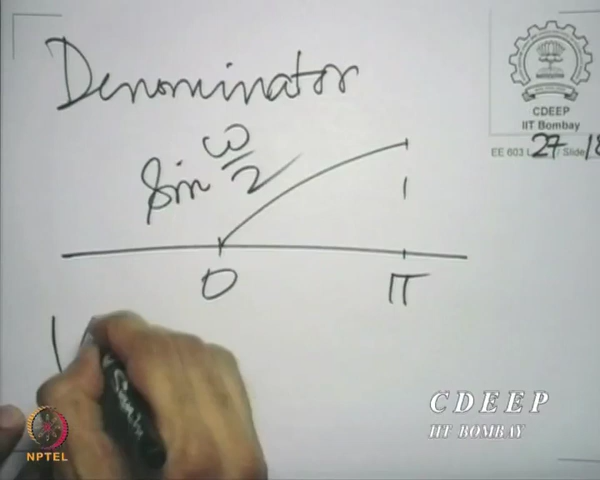 Denominator
CDEEP
IIT Bombay
EE 603 L 27 / Slide /18
sin ω/2
1
0 π
CDEEP
IIT BOMBAY
NPTEL